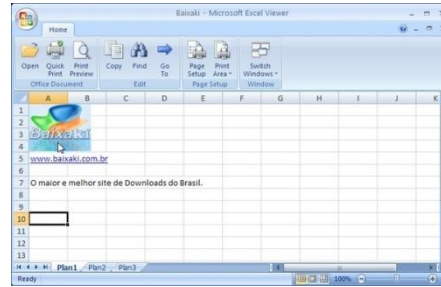 Baixaki - Microsoft Excel Viewer
Home
Open Quick Print Print Preview Copy Find Go To Page Setup Print Area Switch Windows
Office Document Edit Page Setup Window
A B C D E F G H I J K
1
2
3 Baixaki
4
5 www.baixaki.com.br
6
7 O maior e melhor site de Downloads do Brasil.
8
9
10
11
12
13
Plan1 Plan2 Plan3
Ready 100%